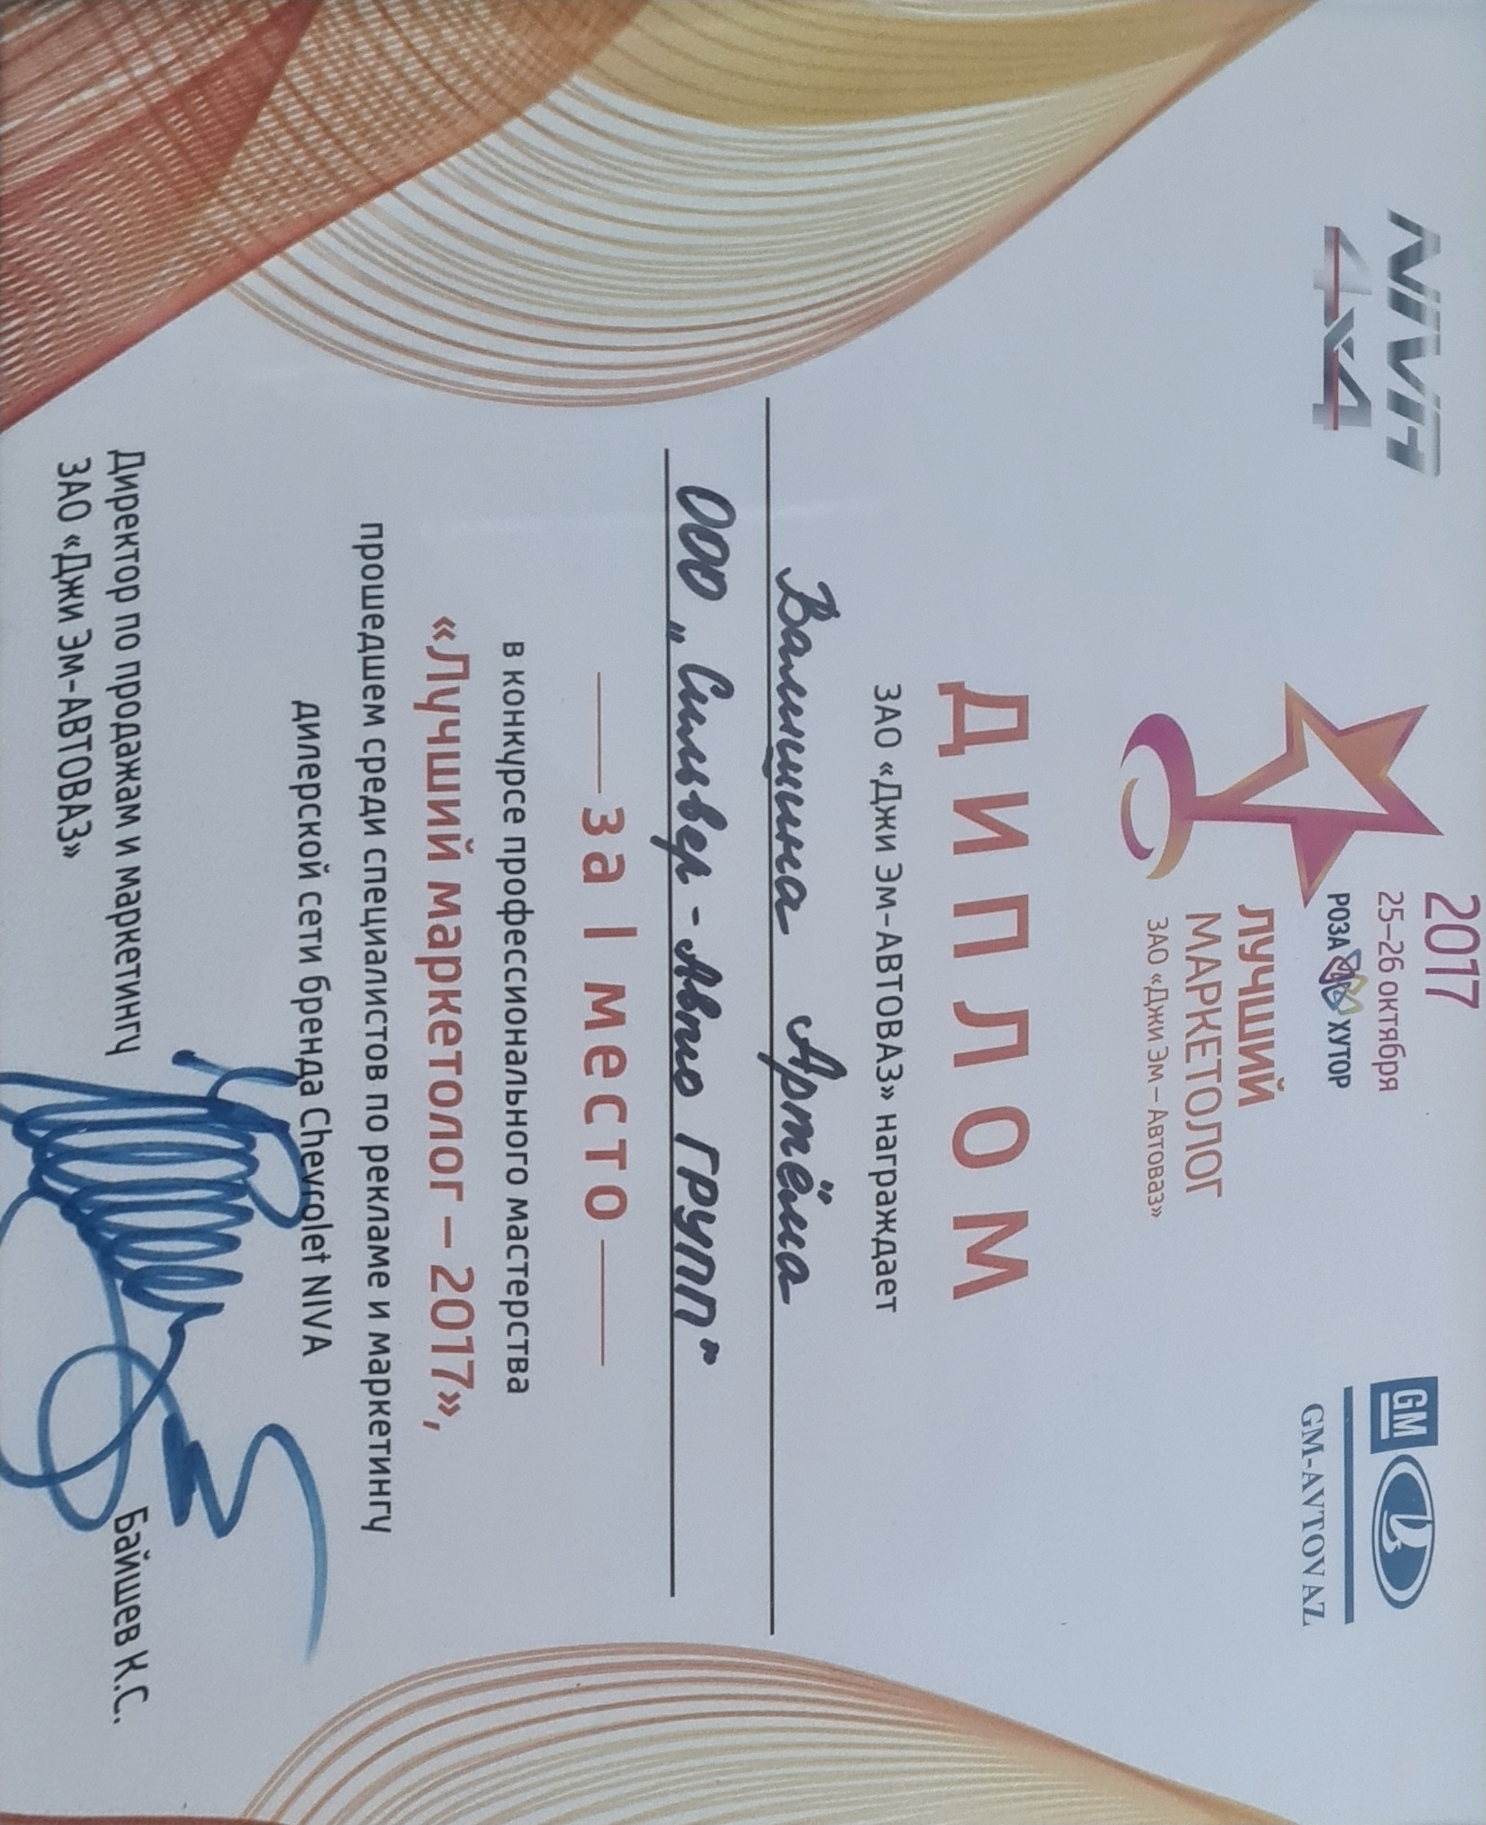 NIVA
4x4
2017
25–26 октября
РОЗА ХУТОР
ЛУЧШИЙ
МАРКЕТОЛОГ
ЗАО «Джи Эм – Автоваз»
GM
GM-AVTOVAZ
ДИПЛОМ
ЗАО «Джи Эм-АВТОВАЗ» награждает
Валишина Артёма
ООО „Сильвер - Авто ГРУПП"
за I место
в конкурсе профессионального мастерства
«Лучший маркетолог – 2017»,
прошедшем среди специалистов по рекламе и маркетингу
дилерской сети бренда Chevrolet NIVA
Директор по продажам и маркетингу
ЗАО «Джи Эм-АВТОВАЗ»
Байшев К.С.